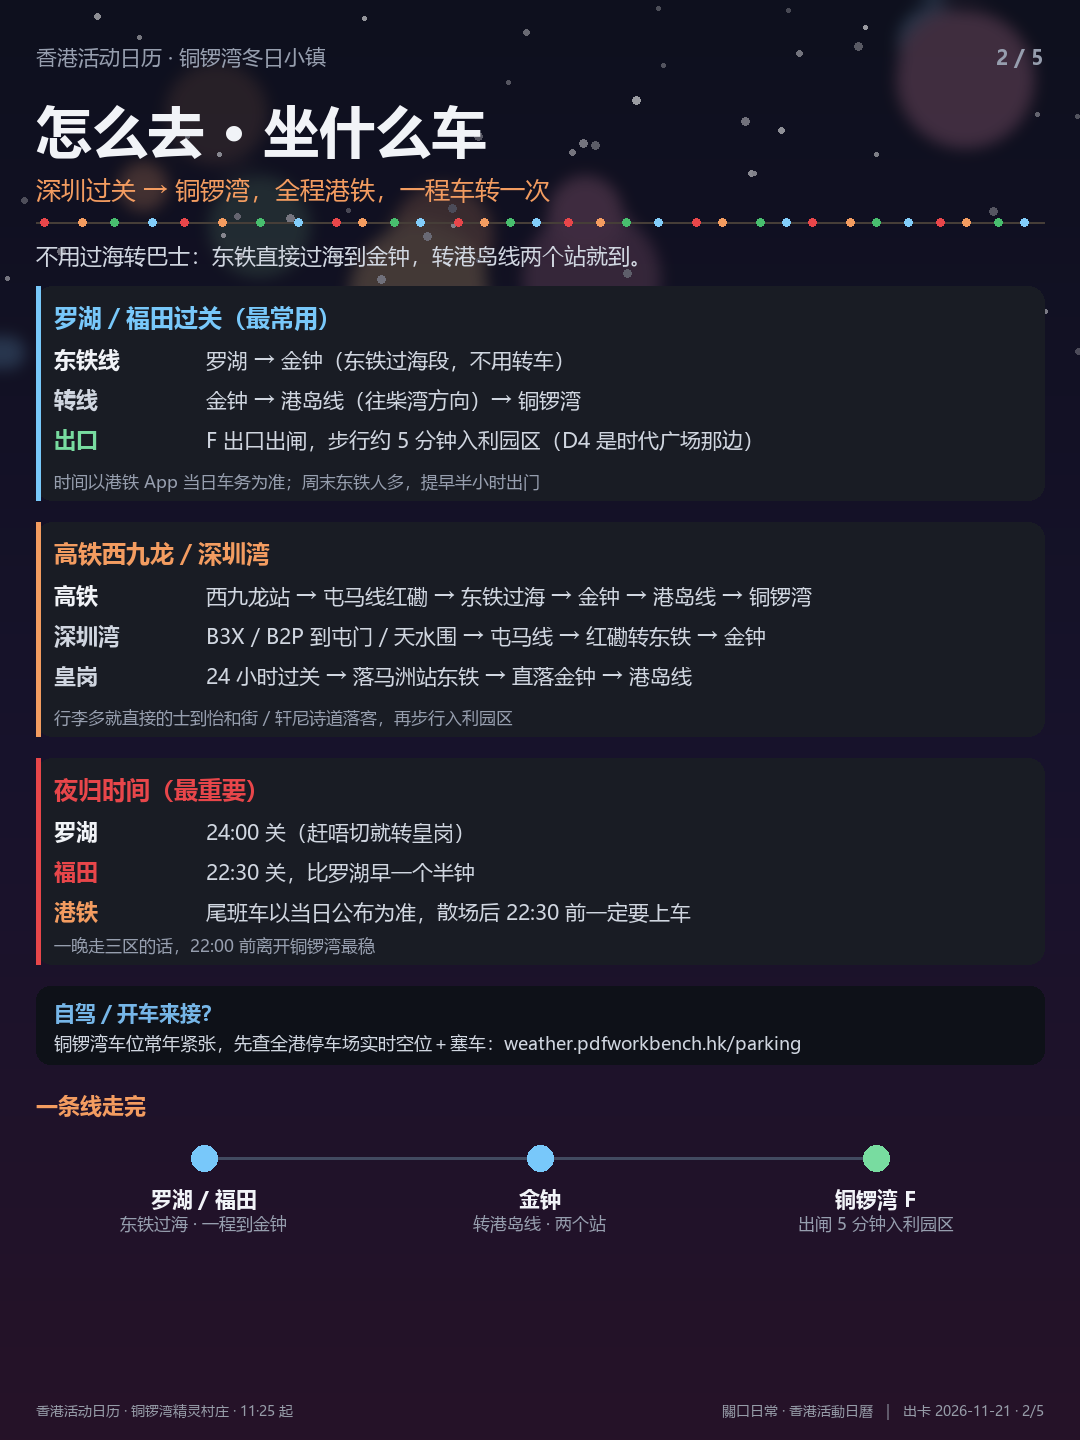 香港活动日历 · 铜锣湾冬日小镇
2 / 5
怎么去 • 坐什么车
深圳过关 → 铜锣湾，全程港铁，一程车转一次
不用过海转巴士：东铁直接过海到金钟，转港岛线两个站就到。
罗湖 / 福田过关（最常用）
东铁线 罗湖 → 金钟（东铁过海段，不用转车）
转线 金钟 → 港岛线（往柴湾方向）→ 铜锣湾
出口 F 出口出闸，步行约 5 分钟入利园区（D4 是时代广场那边）
时间以港铁 App 当日车务为准；周末东铁人多，提早半小时出门
高铁西九龙 / 深圳湾
高铁 西九龙站 → 屯马线红磡 → 东铁过海 → 金钟 → 港岛线 → 铜锣湾
深圳湾 B3X / B2P 到屯门 / 天水围 → 屯马线 → 红磡转东铁 → 金钟
皇岗 24 小时过关 → 落马洲站东铁 → 直落金钟 → 港岛线
行李多就直接的士到怡和街 / 轩尼诗道落客，再步行入利园区
夜归时间（最重要）
罗湖 24:00 关（赶唔切就转皇岗）
福田 22:30 关，比罗湖早一个半钟
港铁 尾班车以当日公布为准，散场后 22:30 前一定要上车
一晚走三区的话，22:00 前离开铜锣湾最稳
自驾 / 开车来接?
铜锣湾车位常年紧张，先查全港停车场实时空位 + 塞车：weather.pdfworkbench.hk/parking
一条线走完
罗湖 / 福田 金钟 铜锣湾 F
东铁过海 · 一程到金钟 转港岛线 · 两个站 出闸 5 分钟入利园区
香港活动日历 · 铜锣湾精灵村庄 · 11·25 起
關口日常 · 香港活動日曆 | 出卡 2026-11-21 · 2/5